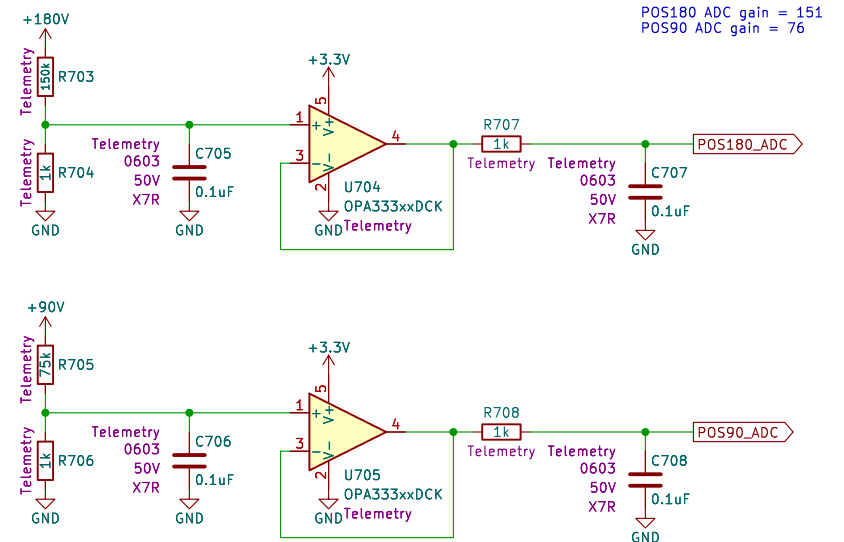 POS180 ADC gain = 151
POS90 ADC gain = 76
+180V
Telemetry
150k
R703
Telemetry
1k
R704
GND
Telemetry
0603
50V
X7R
C705
0.1uF
GND
+3.3V
5
1
+
V+
3
−
V−
2
4
U704
OPA333xxDCK
Telemetry
GND
R707
1k
Telemetry
Telemetry
0603
50V
X7R
C707
0.1uF
GND
POS180_ADC
+90V
Telemetry
75k
R705
Telemetry
1k
R706
GND
Telemetry
0603
50V
X7R
C706
0.1uF
GND
+3.3V
5
1
+
V+
3
−
V−
2
4
U705
OPA333xxDCK
Telemetry
GND
R708
1k
Telemetry
Telemetry
0603
50V
X7R
C708
0.1uF
GND
POS90_ADC